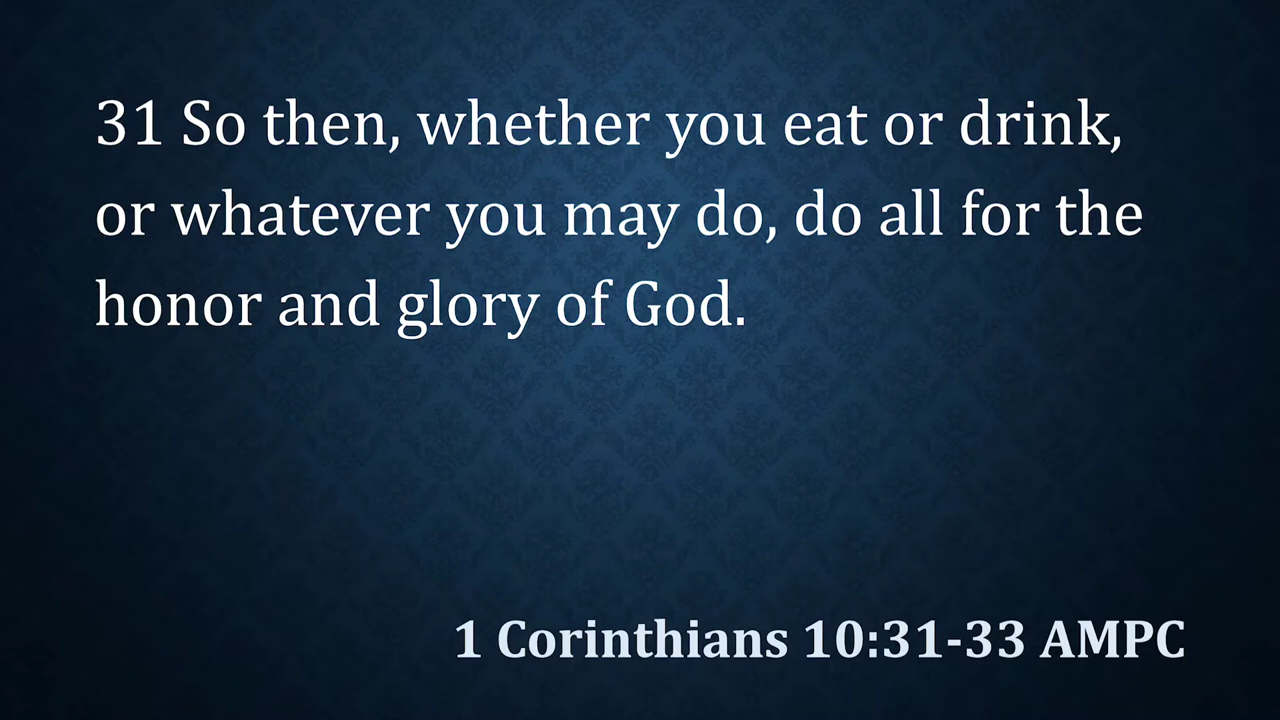 31 So then, whether you eat or drink,
or whatever you may do, do all for the
honor and glory of God.
1 Corinthians 10:31-33 AMPC